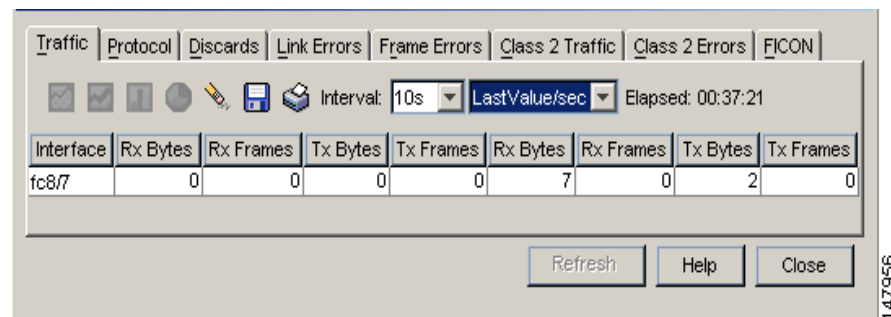 Traffic Protocol Discards Link Errors Frame Errors Class 2 Traffic Class 2 Errors FICON
Interval: 10s LastValue/sec Elapsed: 00:37:21
Interface Rx Bytes Rx Frames Tx Bytes Tx Frames Rx Bytes Rx Frames Tx Bytes Tx Frames
fc8/7 0 0 0 0 7 0 2 0
Refresh Help Close
147956